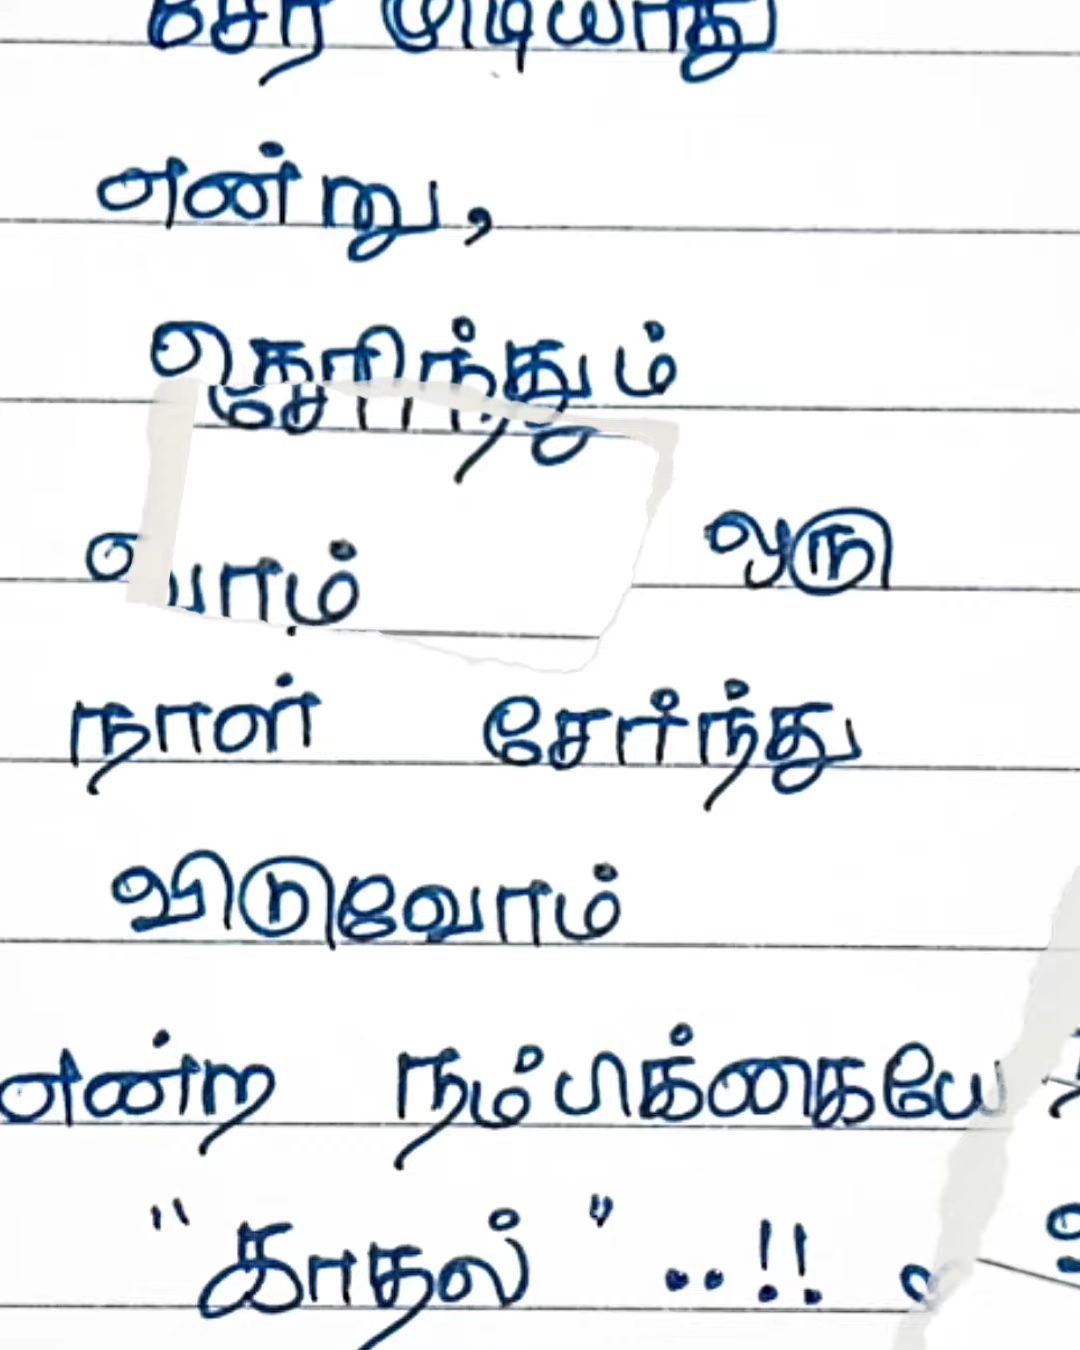 சேர முடியாது
என்று,
தெரிந்தும்
ஒரு
நாள் சேர்ந்து
விடுவோம்
என்ற நம்பிக்கையே
"காதல்"..!!